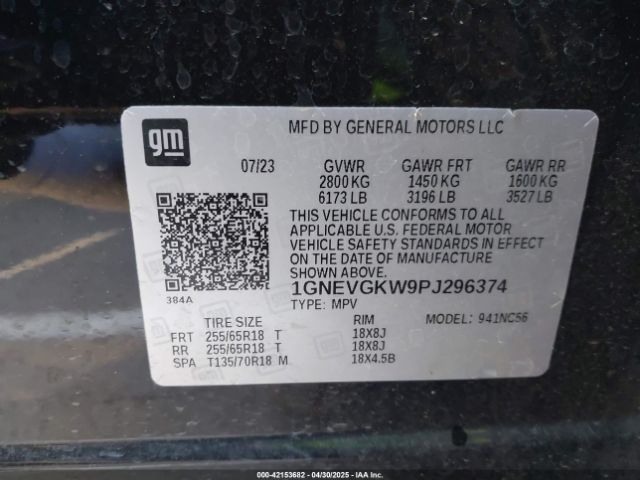 gm
MFD BY GENERAL MOTORS LLC
07/23 GVWR GAWR FRT GAWR RR
2800 KG 1450 KG 1600 KG
6173 LB 3196 LB 3527 LB
THIS VEHICLE CONFORMS TO ALL
APPLICABLE U.S. FEDERAL MOTOR
VEHICLE SAFETY STANDARDS IN EFFECT
ON THE DATE OF MANUFACTURE
SHOWN ABOVE.
384A
1GNEVGKW9PJ296374
TYPE: MPV
TIRE SIZE RIM MODEL: 941NC56
FRT 255/65R18 T 18X8J
RR 255/65R18 T 18X8J
SPA T135/70R18 M 18X4.5B
000-42153682 - 04/30/2025 - IAA Inc.